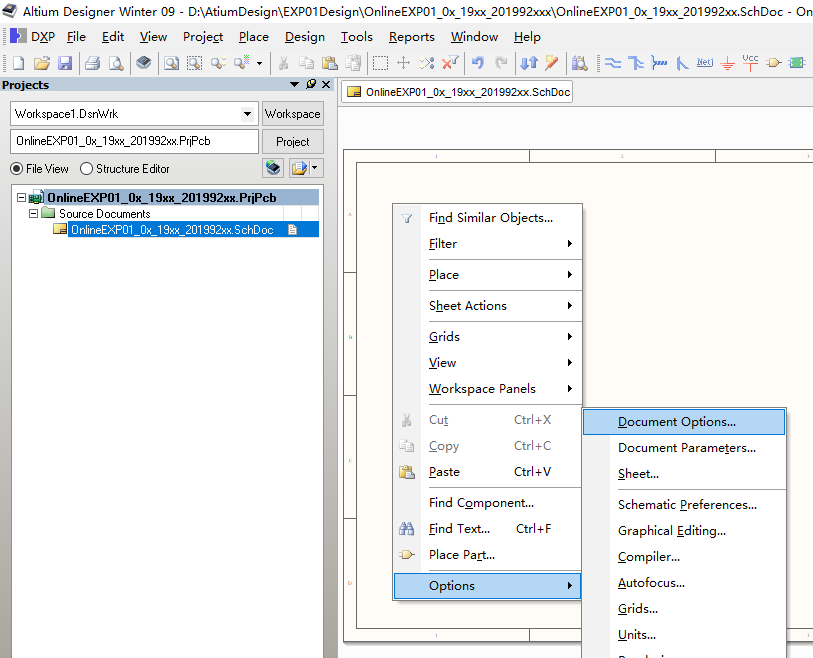 Altium Designer Winter 09 - D:\AtiumDesign\EXP01Design\OnlineEXP01_0x_19xx_201992xxx\OnlineEXP01_0x_19xx_201992xx.SchDoc - On
DXP File Edit View Project Place Design Tools Reports Window Help
Net Vcc
Projects
OnlineEXP01_0x_19xx_201992xx.SchDoc
Workspace1.DsnWrk Workspace
OnlineEXP01_0x_19xx_201992xx.PrjPcb Project
File View Structure Editor
OnlineEXP01_0x_19xx_201992xx.PrjPcb
Source Documents
OnlineEXP01_0x_19xx_201992xx.SchDoc
Find Similar Objects...
Filter
Place
Sheet Actions
Grids
View
Workspace Panels
Cut Ctrl+X
Copy Ctrl+C
Paste Ctrl+V
Find Component...
Find Text... Ctrl+F
Place Part...
Options
Document Options...
Document Parameters...
Sheet...
Schematic Preferences...
Graphical Editing...
Compiler...
Autofocus...
Grids...
Units...